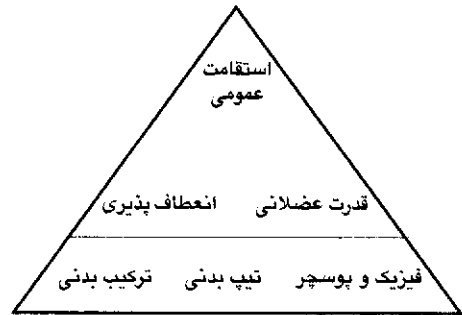 استقامت
عمومی
قدرت عضلانی انعطاف پذیری
فیزیک و پوسچر تیپ بدنی ترکیب بدنی